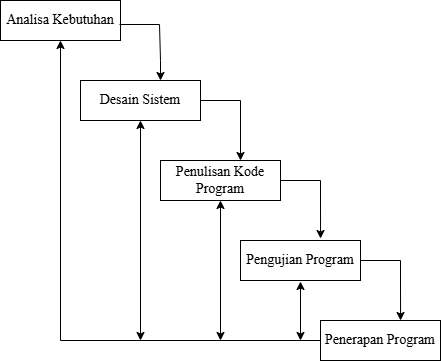 Analisa Kebutuhan
Desain Sistem
Penulisan Kode
Program
Pengujian Program
Penerapan Program